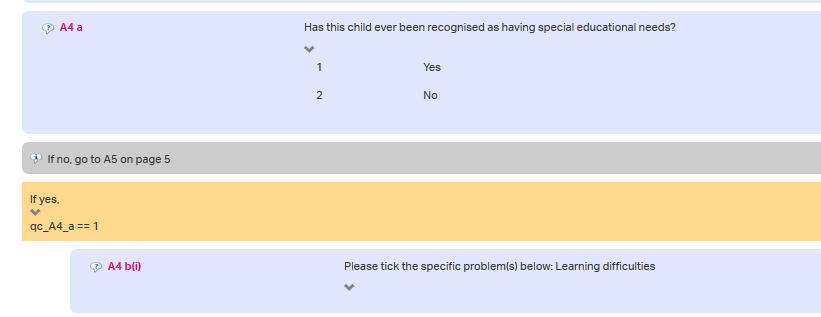 A4 a Has this child ever been recognised as having special educational needs?
1 Yes
2 No
If no, go to A5 on page 5
If yes,
qc_A4_a == 1
A4 b(i) Please tick the specific problem(s) below: Learning difficulties